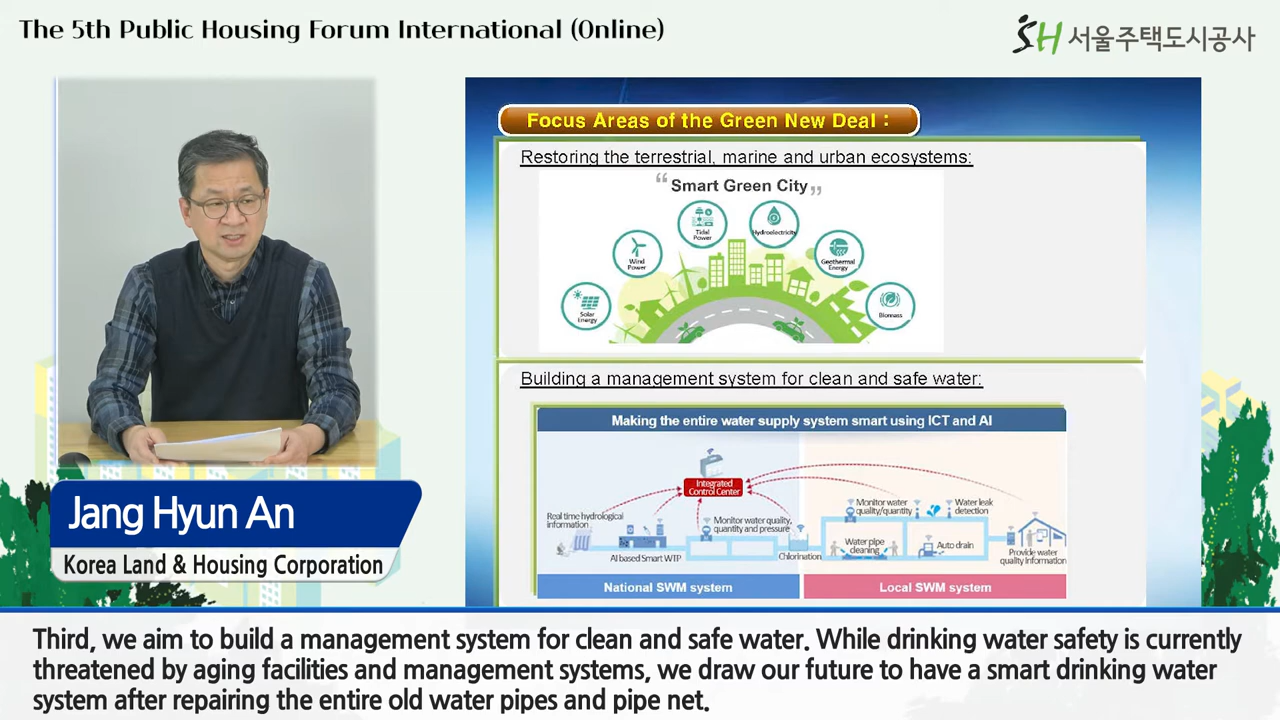 The 5th Public Housing Forum International (Online)
SH 서울주택도시공사
Focus Areas of the Green New Deal :
Restoring the terrestrial, marine and urban ecosystems:
“Smart Green City”
Tidal
Power
Hydroelectricity
Wind
Power
Geothermal
Energy
Solar
Energy
Biomass
Building a management system for clean and safe water:
Making the entire water supply system smart using ICT and AI
Integrated
Control Center
Real time hydrological
information
AI based Smart WTP
Monitor water quality,
quantity and pressure
Chlorination
Monitor water
quality/quantity
Water leak
detection
Water pipe
cleaning
Auto drain
Provide water
quality information
National SWM system
Local SWM system
Jang Hyun An
Korea Land & Housing Corporation
Third, we aim to build a management system for clean and safe water. While drinking water safety is currently
threatened by aging facilities and management systems, we draw our future to have a smart drinking water
system after repairing the entire old water pipes and pipe net.